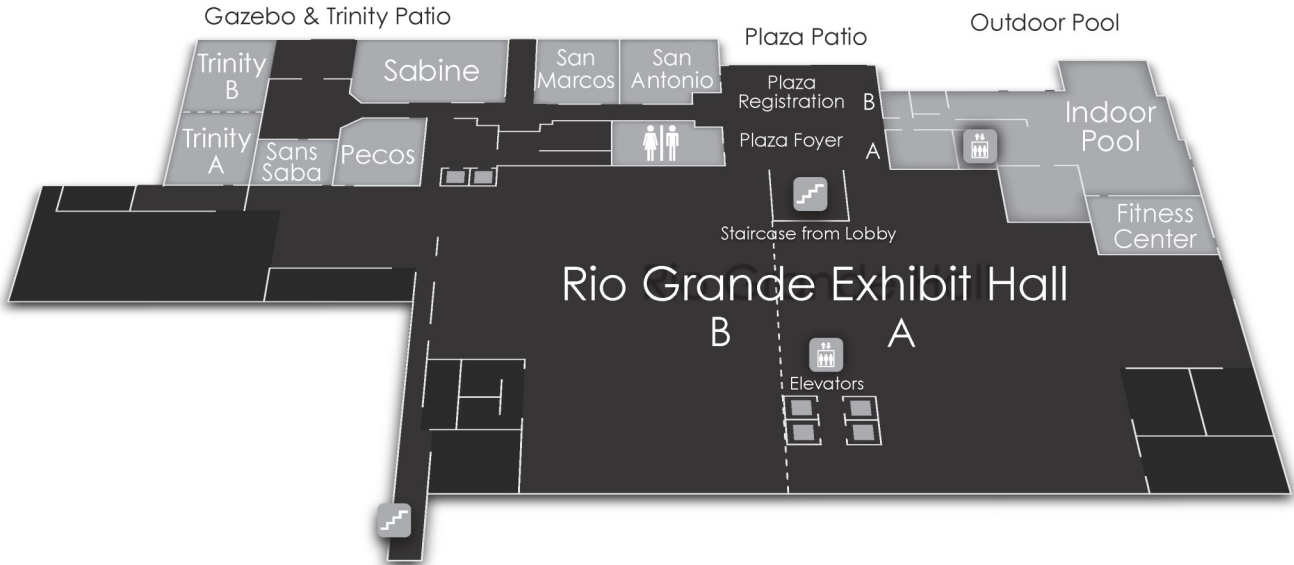 Gazebo & Trinity Patio
Plaza Patio
Outdoor Pool
Trinity
B
Sabine
San
Marcos
San
Antonio
Plaza
Registration
B
Indoor
Pool
Trinity
A
Sans
Saba
Pecos
Plaza Foyer
A
Staircase from Lobby
Fitness
Center
Rio Grande Exhibit Hall
B
A
Elevators